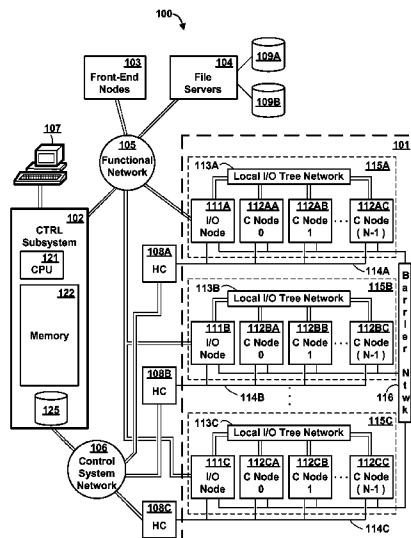 100
103
Front-End
Nodes
104
File
Servers
109A
109B
107
105
Functional
Network
101
102
CTRL
Subsystem
121
CPU
122
Memory
125
106
Control
System
Network
108A
HC
108B
HC
108C
HC
113A
115A
Local I/O Tree Network
111A
I/O
Node
112AA
C Node
0
112AB
C Node
1
...
112AC
C Node
(N-1)
114A
113B
115B
Local I/O Tree Network
111B
I/O
Node
112BA
C Node
0
112BB
C Node
1
...
112BC
C Node
(N-1)
114B
113C
115C
Local I/O Tree Network
111C
I/O
Node
112CA
C Node
0
112CB
C Node
1
...
112CC
C Node
(N-1)
114C
Barrier Ntwk
116